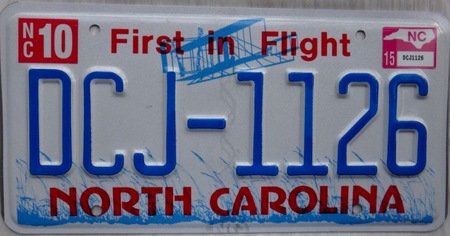 NC 10 First in Flight NC
15 DCJ1126
DCJ-1126
NORTH CAROLINA